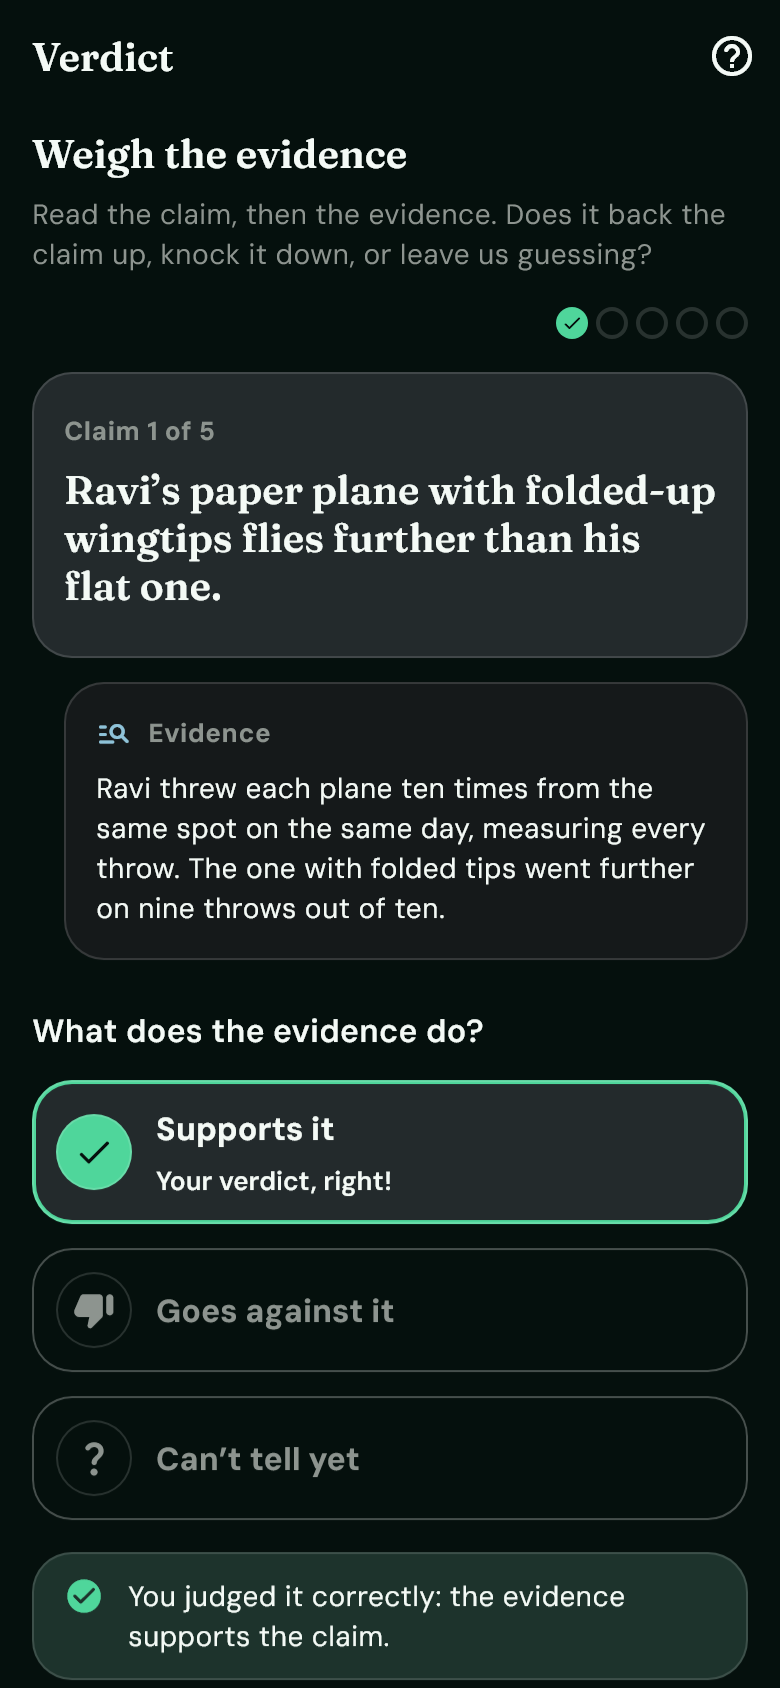 Verdict
Weigh the evidence
Read the claim, then the evidence. Does it back the
claim up, knock it down, or leave us guessing?
Claim 1 of 5
Ravi’s paper plane with folded-up
wingtips flies further than his
flat one.
Evidence
Ravi threw each plane ten times from the
same spot on the same day, measuring every
throw. The one with folded tips went further
on nine throws out of ten.
What does the evidence do?
Supports it
Your verdict, right!
Goes against it
?
Can’t tell yet
You judged it correctly: the evidence
supports the claim.